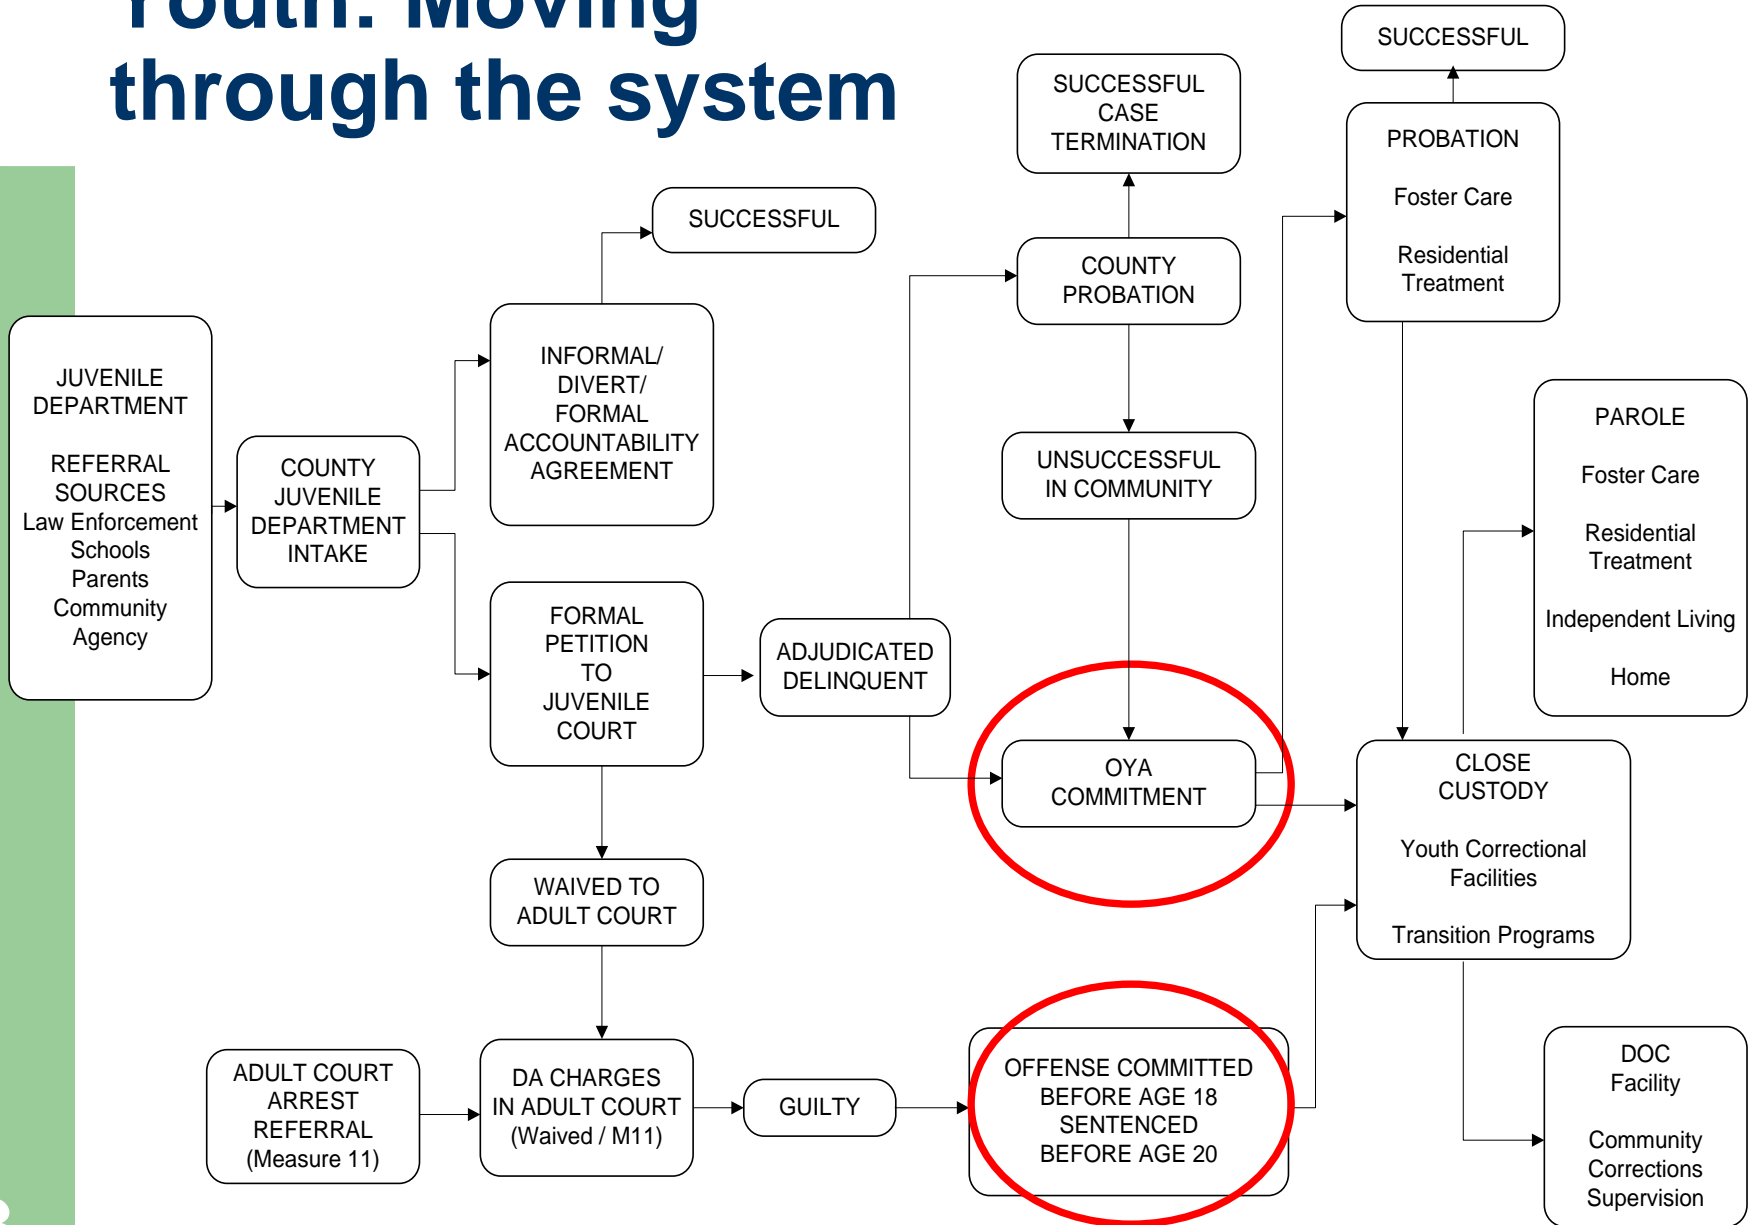 Youth: Moving
through the system
SUCCESSFUL
SUCCESSFUL
CASE
TERMINATION
PROBATION
Foster Care
Residential
Treatment
SUCCESSFUL
COUNTY
PROBATION
JUVENILE
DEPARTMENT
REFERRAL
SOURCES
Law Enforcement
Schools
Parents
Community
Agency
COUNTY
JUVENILE
DEPARTMENT
INTAKE
INFORMAL/
DIVERT/
FORMAL
ACCOUNTABILITY
AGREEMENT
UNSUCCESSFUL
IN COMMUNITY
PAROLE
Foster Care
Residential
Treatment
Independent Living
Home
FORMAL
PETITION
TO
JUVENILE
COURT
ADJUDICATED
DELINQUENT
OYA
COMMITMENT
CLOSE
CUSTODY
Youth Correctional
Facilities
Transition Programs
WAIVED TO
ADULT COURT
ADULT COURT
ARREST
REFERRAL
(Measure 11)
DA CHARGES
IN ADULT COURT
(Waived / M11)
GUILTY
OFFENSE COMMITTED
BEFORE AGE 18
SENTENCED
BEFORE AGE 20
DOC
Facility
Community
Corrections
Supervision